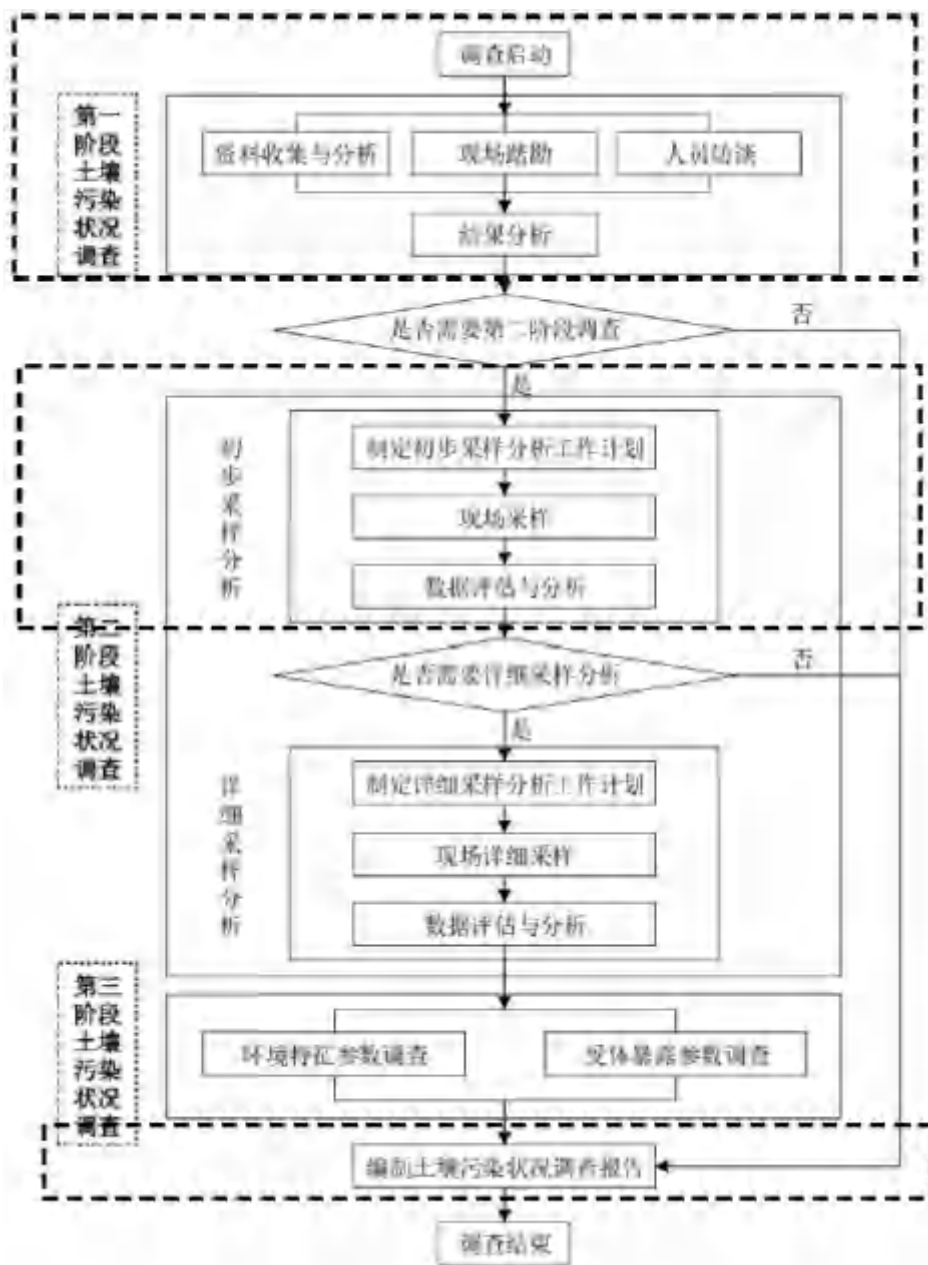 调查启动
第一
阶段
土壤
污染
状况
调查
资料收集与分析
现场踏勘
人员访谈
结果分析
是否需要第二阶段调查
否
是
初步采样分析
制定初步采样分析工作计划
现场采样
数据评估与分析
第二
阶段
土壤
污染
状况
调查
是否需要详细采样分析
否
是
详细采样分析
制定详细采样分析工作计划
现场详细采样
数据评估与分析
第三
阶段
土壤
污染
状况
调查
环境特征参数调查
受体暴露参数调查
编制土壤污染状况调查报告
调查结束